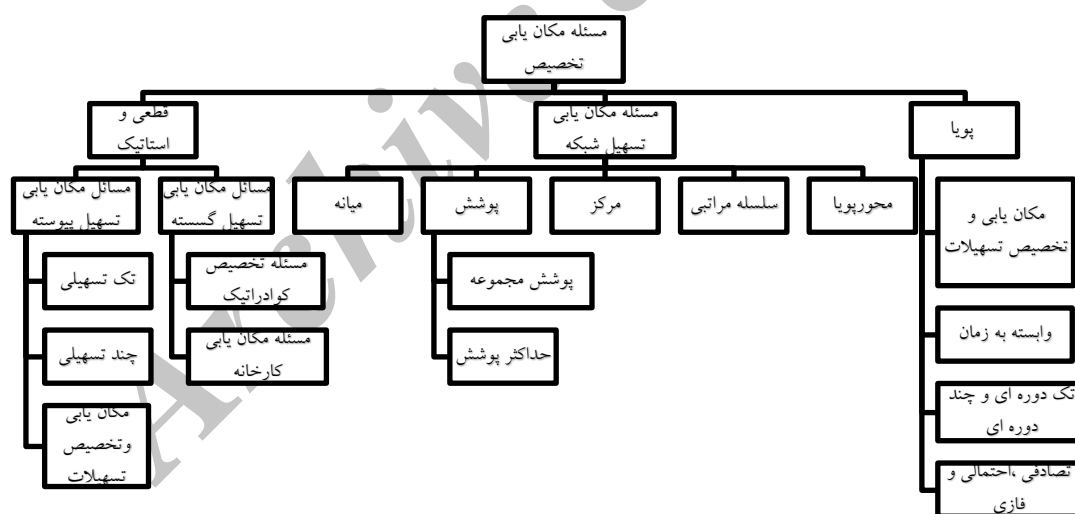 مسئله مکان یابی
تخصیص
پویا
مسئله مکان یابی
تسهیل شبکه
قطعی و
استاتیک
محورپویا
سلسله مراتبی
مرکز
پوشش
میانه
مسائل مکان یابی
تسهیل گسسته
مسائل مکان یابی
تسهیل پیوسته
مکان یابی و
تخصیص تسهیلات
وابسته به زمان
تک دوره ای و چند
دوره ای
تصادفی ،احتمالی و
فازی
پوشش مجموعه
حداکثر پوشش
مسئله تخصیص
کوادراتیک
مسئله مکان یابی
کارخانه
تک تسهیلی
چند تسهیلی
مکان یابی
وتخصیص
تسهیلات
Archive